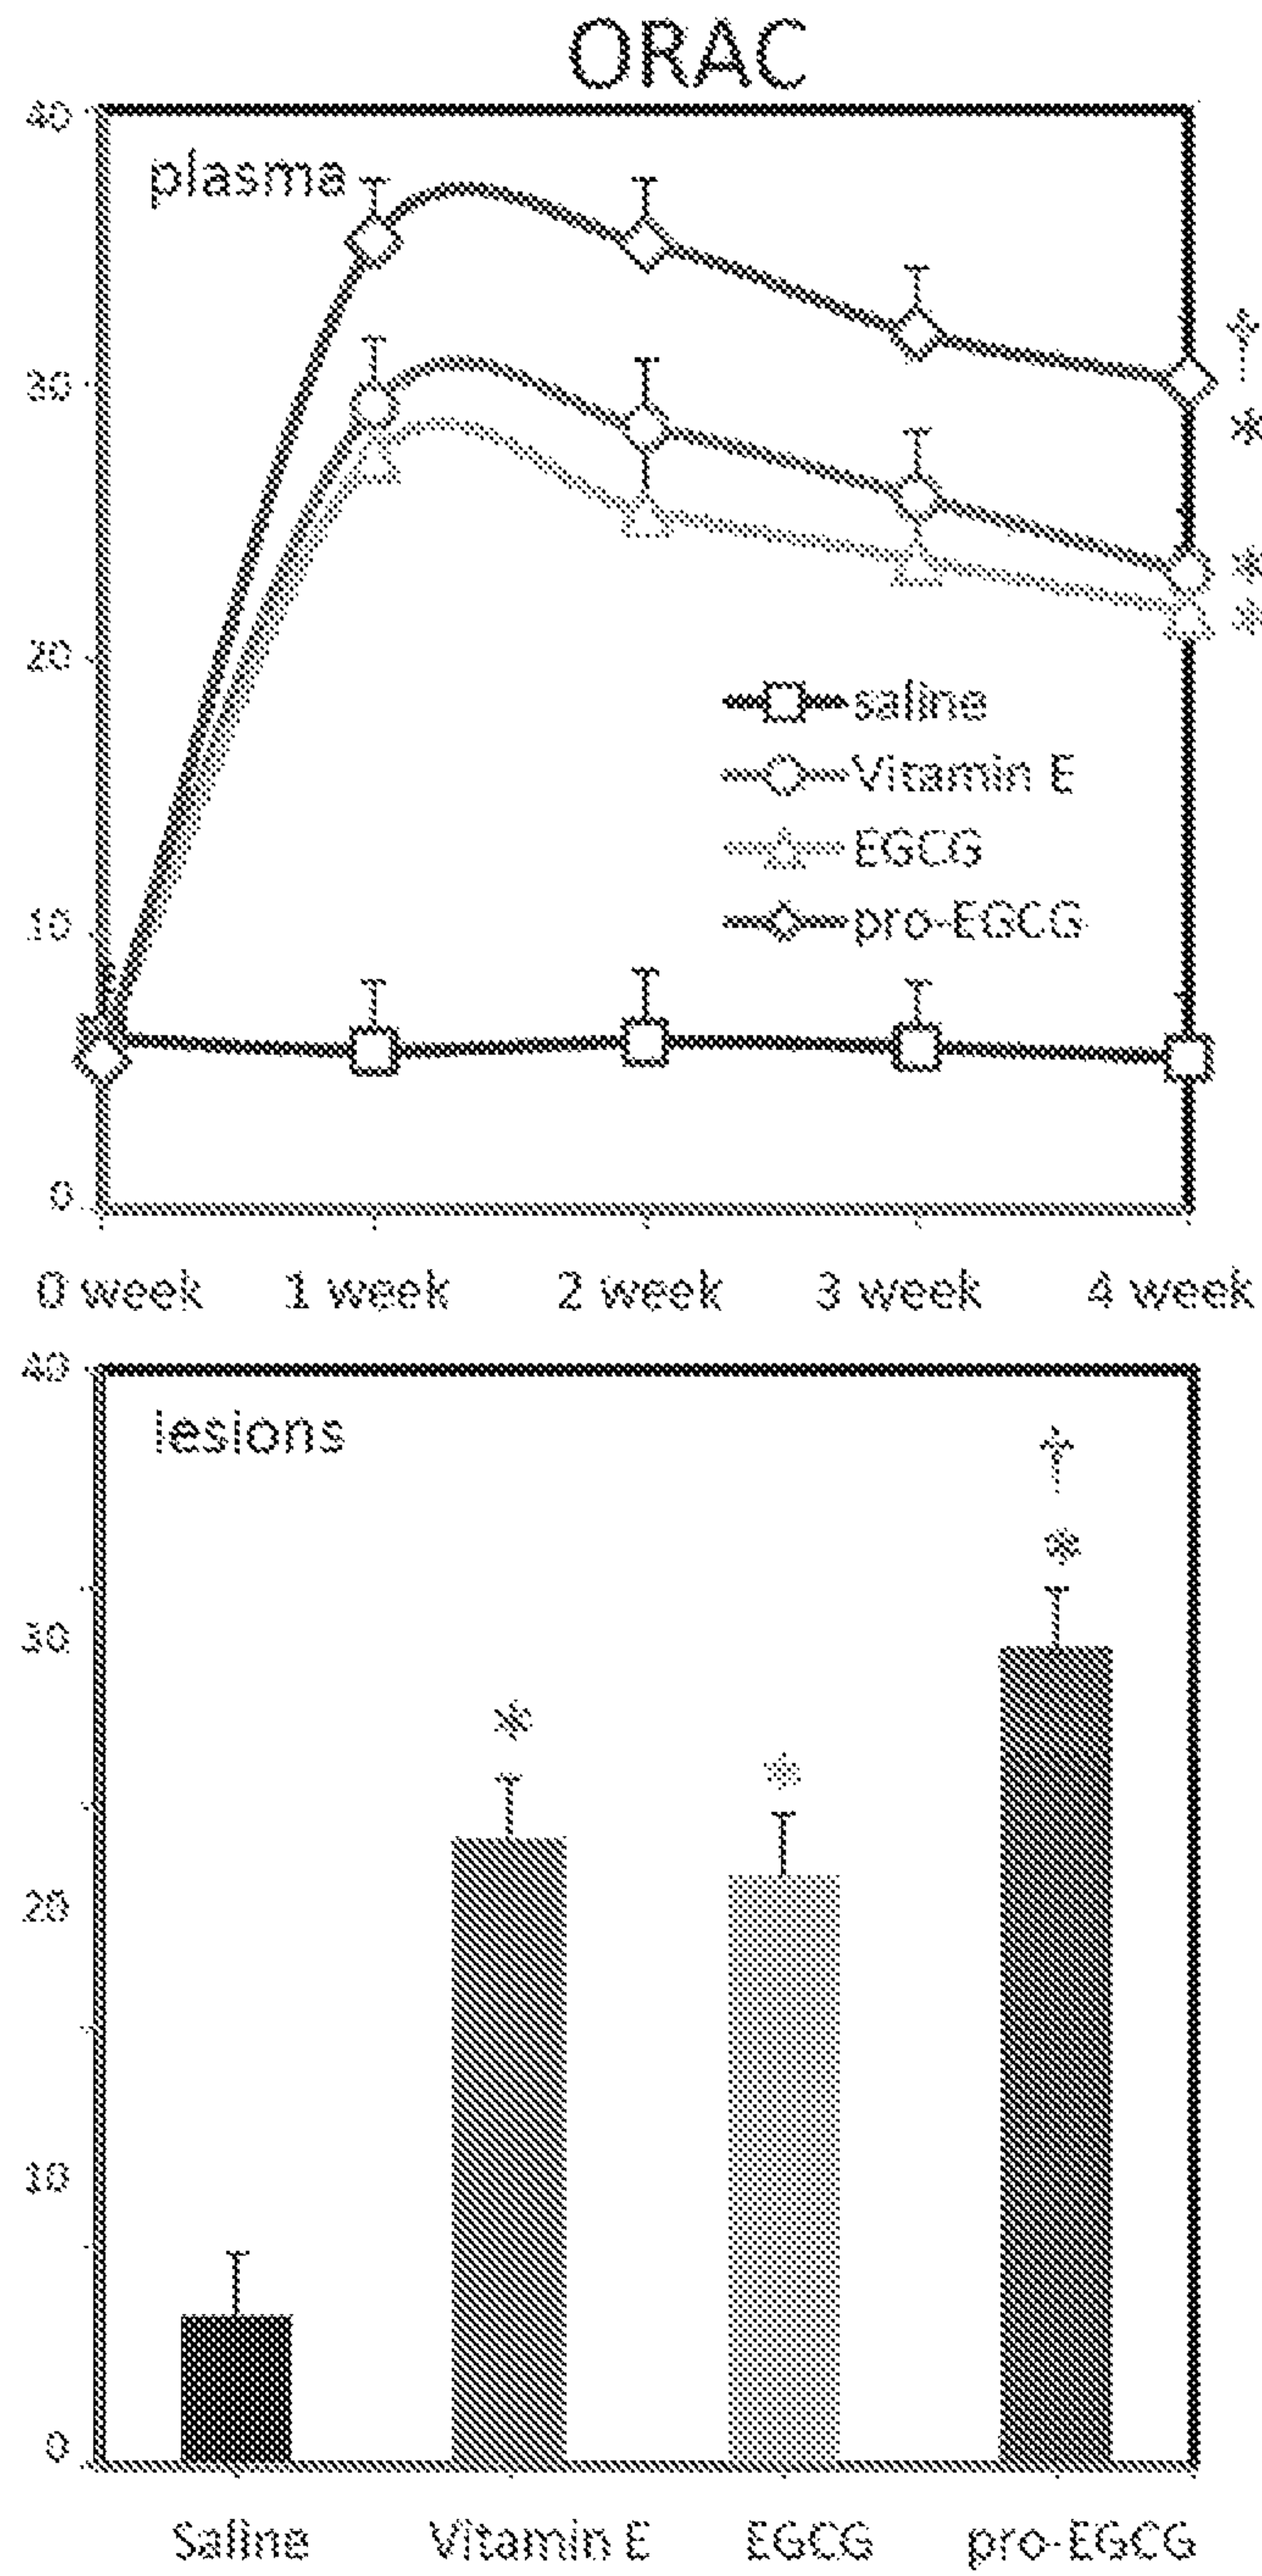 ORAC
40
plasma
30
†
*
*
20
*
saline
Vitamin E
EGCG
10
pro-EGCG
0
0 week 1 week 2 week 3 week 4 week
40
lesions
†
*
30
*
*
20
10
0
Saline Vitamin E EGCG pro-EGCG